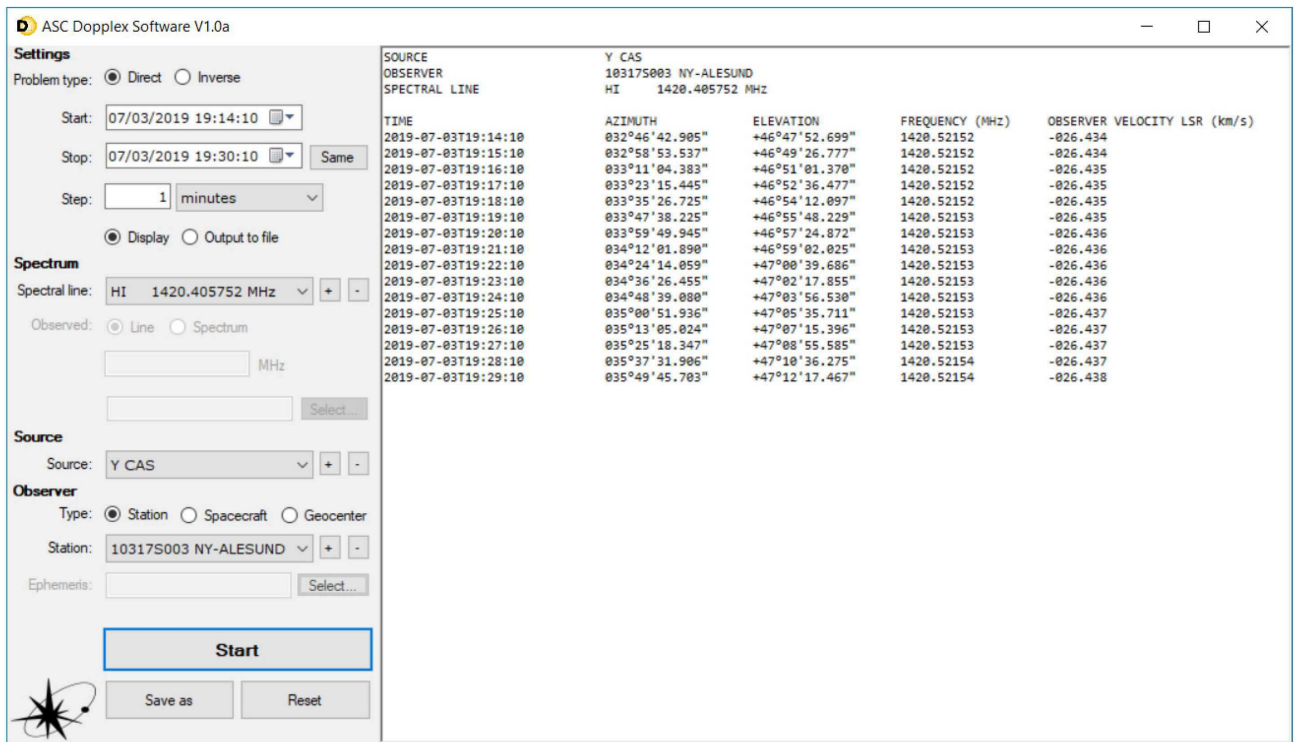 D ASC Dopplex Software V1.0a
Settings
Problem type: Direct Inverse
Start: 07/03/2019 19:14:10
Stop: 07/03/2019 19:30:10 Same
Step: 1 minutes
Display Output to file
Spectrum
Spectral line: HI 1420.405752 MHz + -
Observed: Line Spectrum
MHz
Select...
Source
Source: Y CAS + -
Observer
Type: Station Spacecraft Geocenter
Station: 10317S003 NY-ALESUND + -
Ephemeris: Select...
Start
Save as Reset
SOURCE Y CAS
OBSERVER 10317S003 NY-ALESUND
SPECTRAL LINE HI 1420.405752 MHz
TIME AZIMUTH ELEVATION FREQUENCY (MHz) OBSERVER VELOCITY LSR (km/s)
2019-07-03T19:14:10 032°46'42.905" +46°47'52.699" 1420.52152 -026.434
2019-07-03T19:15:10 032°58'53.537" +46°49'26.777" 1420.52152 -026.434
2019-07-03T19:16:10 033°11'04.383" +46°51'01.370" 1420.52152 -026.435
2019-07-03T19:17:10 033°23'15.445" +46°52'36.477" 1420.52152 -026.435
2019-07-03T19:18:10 033°35'26.725" +46°54'12.097" 1420.52152 -026.435
2019-07-03T19:19:10 033°47'38.225" +46°55'48.229" 1420.52153 -026.435
2019-07-03T19:20:10 033°59'49.945" +46°57'24.872" 1420.52153 -026.436
2019-07-03T19:21:10 034°12'01.890" +46°59'02.025" 1420.52153 -026.436
2019-07-03T19:22:10 034°24'14.059" +47°00'39.686" 1420.52153 -026.436
2019-07-03T19:23:10 034°36'26.455" +47°02'17.855" 1420.52153 -026.436
2019-07-03T19:24:10 034°48'39.080" +47°03'56.530" 1420.52153 -026.436
2019-07-03T19:25:10 035°00'51.936" +47°05'35.711" 1420.52153 -026.437
2019-07-03T19:26:10 035°13'05.024" +47°07'15.396" 1420.52153 -026.437
2019-07-03T19:27:10 035°25'18.347" +47°08'55.585" 1420.52153 -026.437
2019-07-03T19:28:10 035°37'31.906" +47°10'36.275" 1420.52154 -026.437
2019-07-03T19:29:10 035°49'45.703" +47°12'17.467" 1420.52154 -026.438